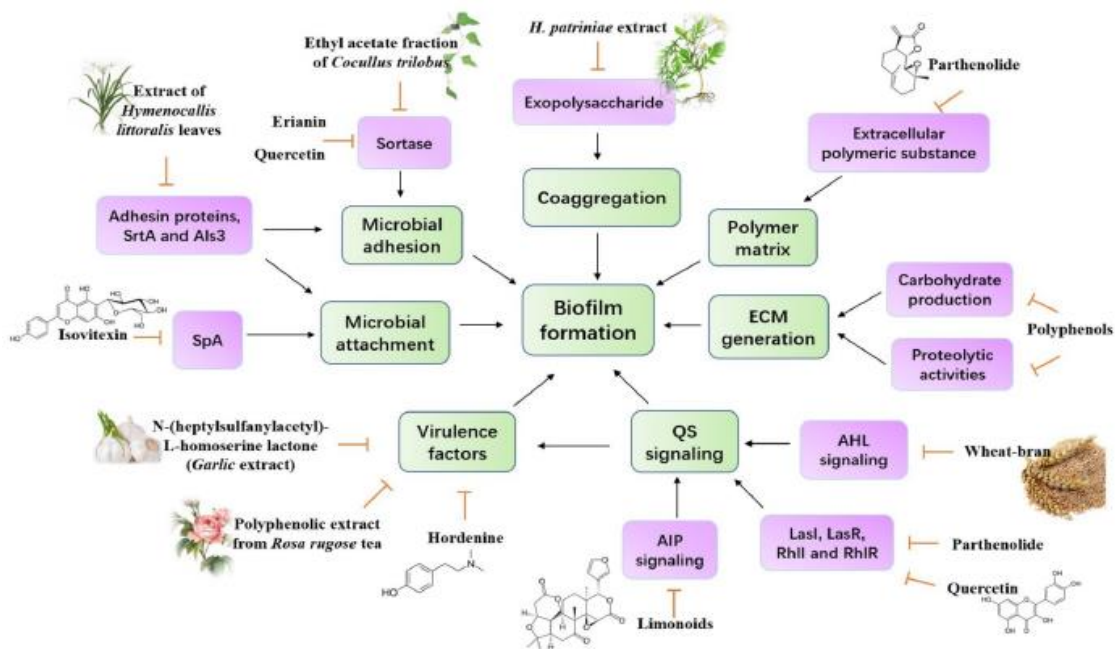 H. patriniae extract
Ethyl acetate fraction
of Cocullus trilobus
Parthenolide
Extract of
Hymenocallis
littoralis leaves
Exopolysaccharide
Erianin
Quercetin
Sortase
Extracellular
polymeric substance
Coaggregation
Adhesin proteins,
SrtA and Als3
Microbial
adhesion
Polymer
matrix
Carbohydrate
production
Biofilm
formation
ECM
generation
Polyphenols
Isovitexin
SpA
Microbial
attachment
Proteolytic
activities
N-(heptylsulfanylacetyl)-
L-homoserine lactone
(Garlic extract)
Virulence
factors
QS
signaling
AHL
signaling
Wheat-bran
Polyphenolic extract
from Rosa rugose tea
Hordenine
AIP
signaling
LasI, LasR,
RhII and RhIR
Parthenolide
Quercetin
Limonoids